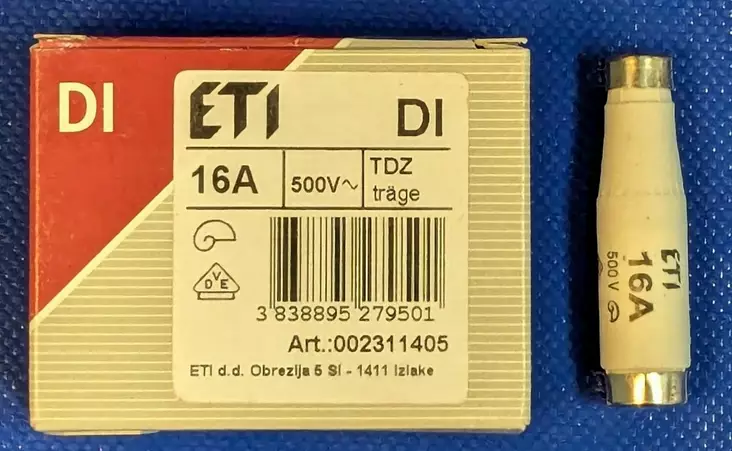 DI
ETI DI
16A 500V~ TDZ
träge
DVE
3 838895 279501
Art.:002311405
ETI d.d. Obrezija 5 SI - 1411 Izlake
ETI
16A
500 V